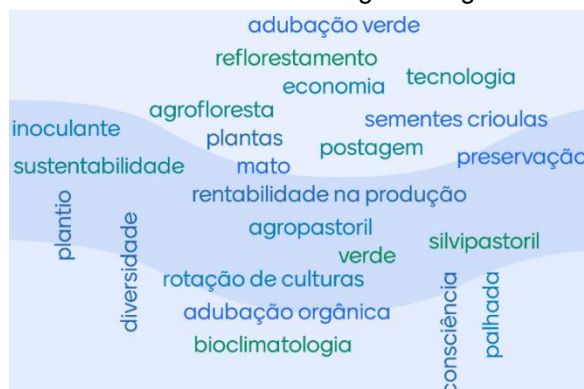 adubação verde
reflorestamento
economia
tecnologia
agrofloresta
sementes crioulas
inoculante
plantas
postagem
preservação
sustentabilidade
mato
rentabilidade na produção
plantio
diversidade
agropastoril
silvipastoril
verde
rotação de culturas
consciência
palhada
adubação orgânica
bioclimatologia